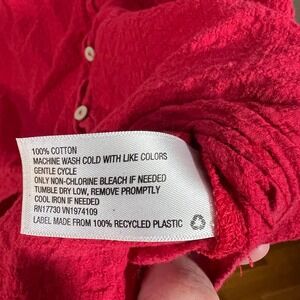 100% COTTON
MACHINE WASH COLD WITH LIKE COLORS
GENTLE CYCLE
ONLY NON-CHLORINE BLEACH IF NEEDED
TUMBLE DRY LOW, REMOVE PROMPTLY
COOL IRON IF NEEDED
RN17730 VN1974109
LABEL MADE FROM 100% RECYCLED PLASTIC